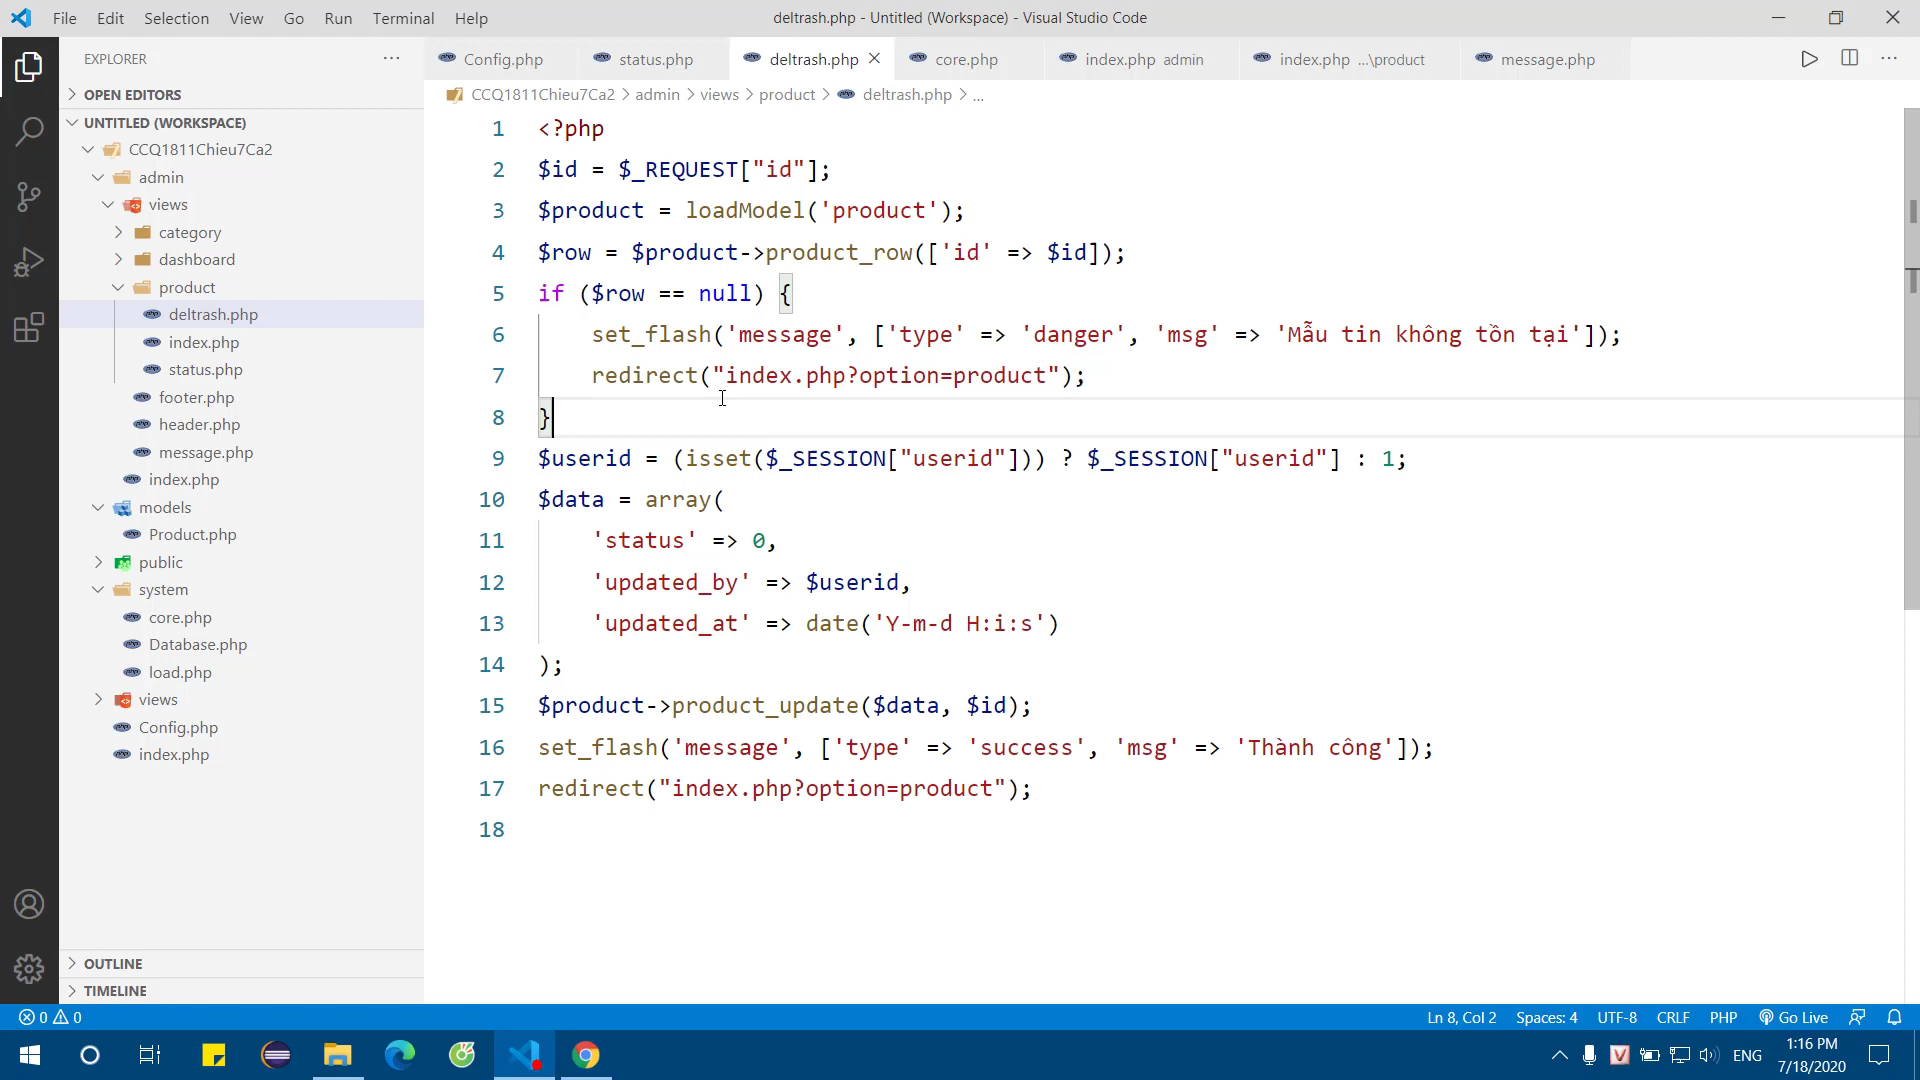 File Edit Selection View Go Run Terminal Help
deltrash.php - Untitled (Workspace) - Visual Studio Code
EXPLORER
Config.php
status.php
deltrash.php
core.php
index.php admin
index.php ...\product
message.php
OPEN EDITORS
UNTITLED (WORKSPACE)
CCQ1811Chieu7Ca2
admin
views
category
dashboard
product
deltrash.php
index.php
status.php
footer.php
header.php
message.php
index.php
models
Product.php
public
system
core.php
Database.php
load.php
views
Config.php
index.php
OUTLINE
TIMELINE
CCQ1811Chieu7Ca2 > admin > views > product > deltrash.php > ...
1 <?php
2 $id = $_REQUEST["id"];
3 $product = loadModel('product');
4 $row = $product->product_row(['id' => $id]);
5 if ($row == null) {
6 set_flash('message', ['type' => 'danger', 'msg' => 'Mẫu tin không tồn tại']);
7 redirect("index.php?option=product");
8 }
9 $userid = (isset($_SESSION["userid"])) ? $_SESSION["userid"] : 1;
10 $data = array(
11 'status' => 0,
12 'updated_by' => $userid,
13 'updated_at' => date('Y-m-d H:i:s')
14 );
15 $product->product_update($data, $id);
16 set_flash('message', ['type' => 'success', 'msg' => 'Thành công']);
17 redirect("index.php?option=product");
18
0 0
Ln 8, Col 2 Spaces: 4 UTF-8 CRLF PHP Go Live
ENG
1:16 PM
7/18/2020